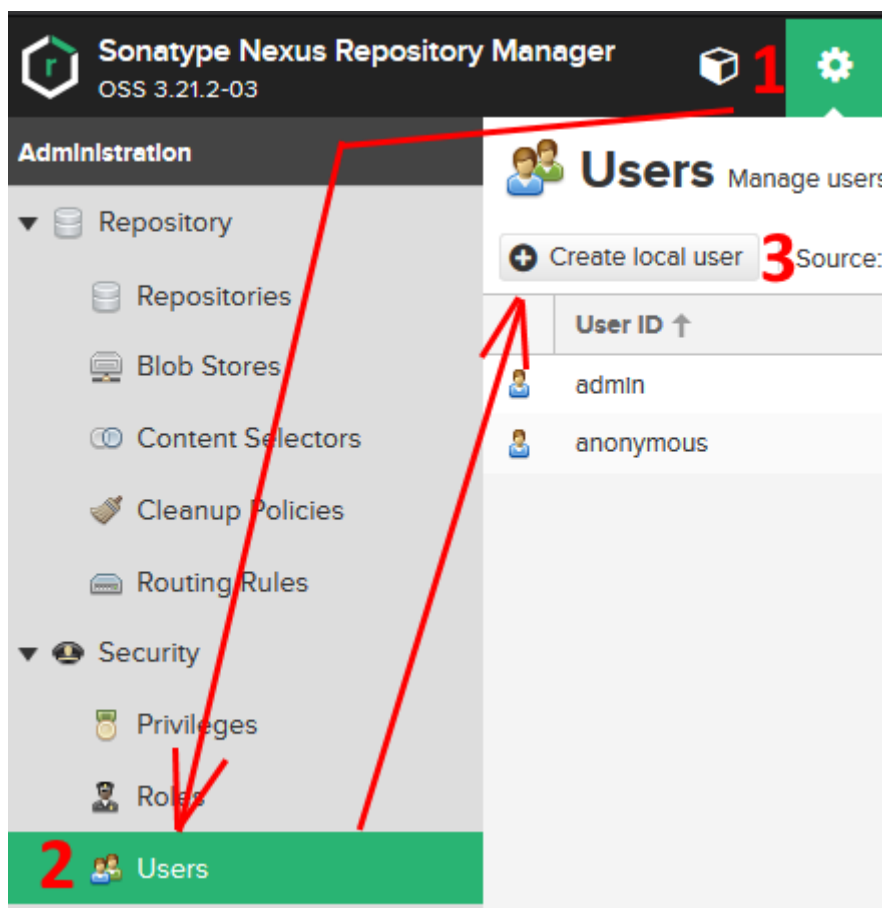 Sonatype Nexus Repository Manager
OSS 3.21.2-03
1
Administration
Repository
Repositories
Blob Stores
Content Selectors
Cleanup Policies
Routing Rules
Security
Privileges
Roles
2 Users
Users Manage users
Create local user 3 Source:
User ID
admin
anonymous